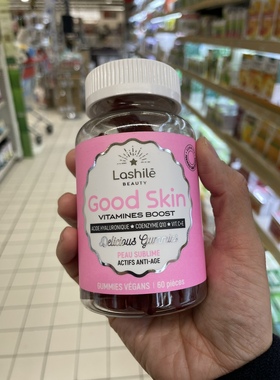 Lashilé
BEAUTY
Good Skin
VITAMINES BOOST
ACIDE HYALURONIQUE ★ COENZYME Q10 ★ VIT C+E
Delicious Gummies
PEAU SUBLIME
ACTIFS ANTI-AGE
GUMMIES VÉGANS | 60 pièces